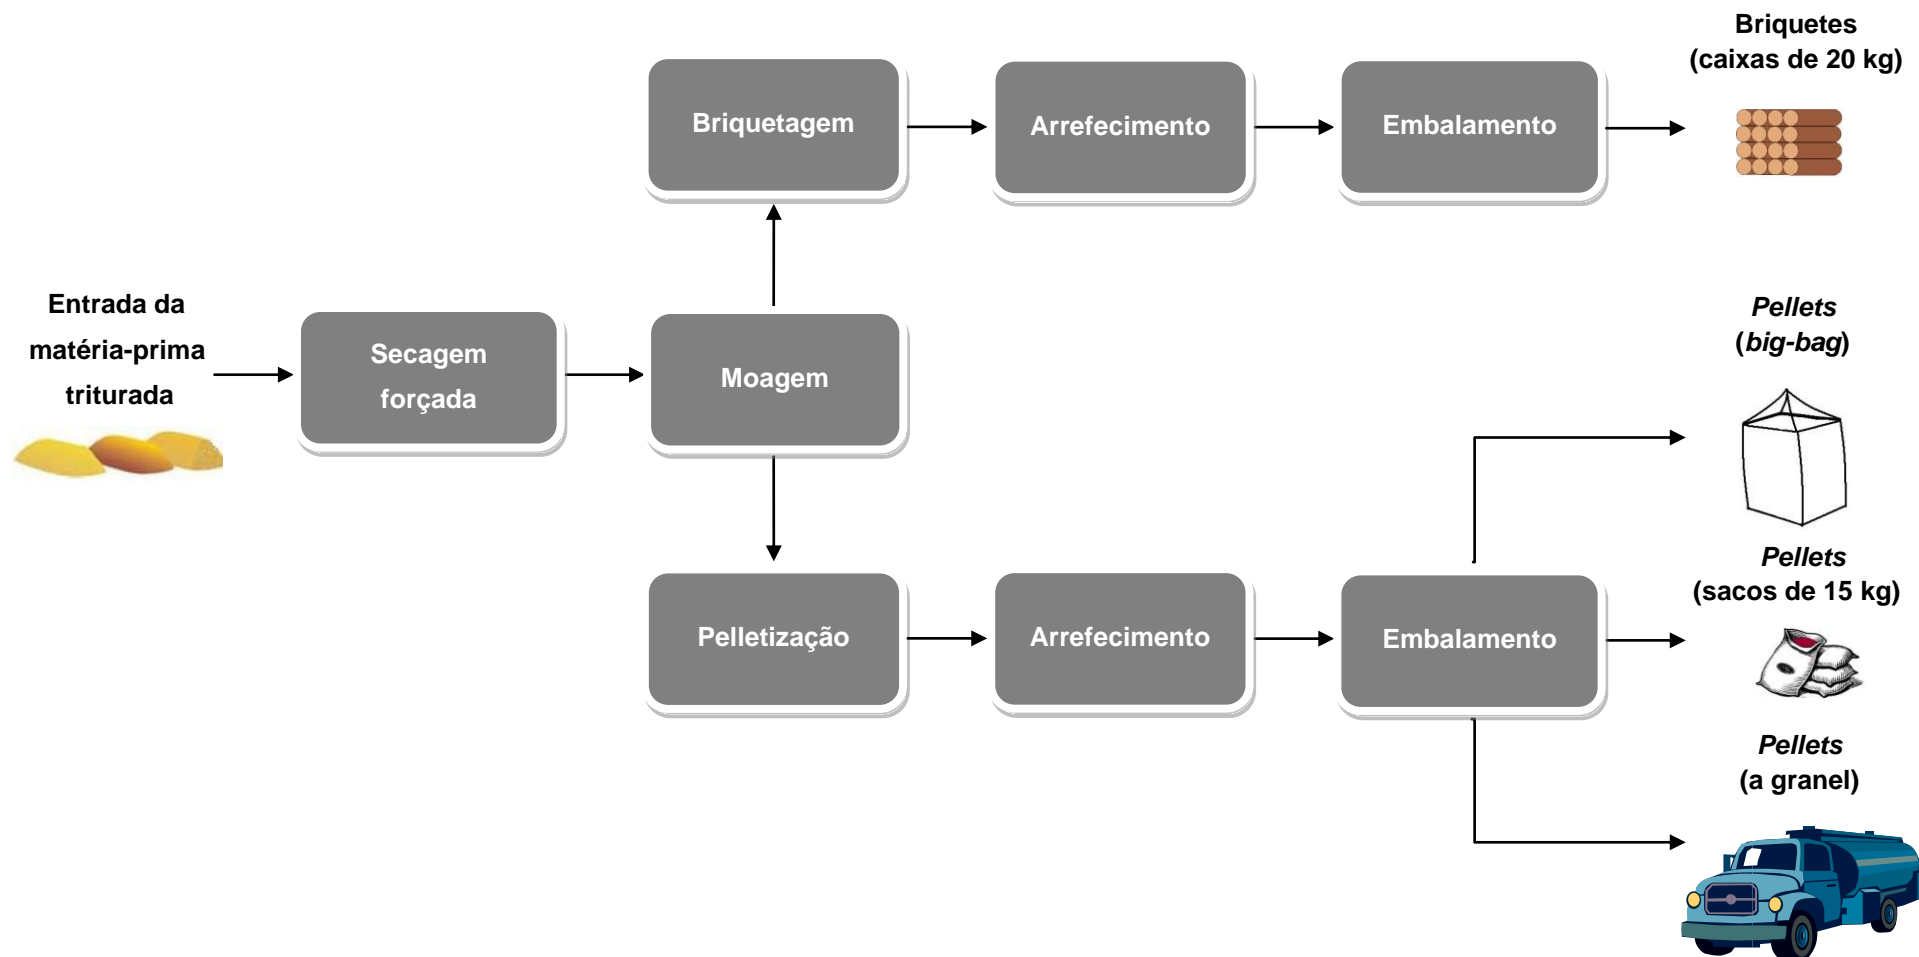 Briquetes
(caixas de 20 kg)
Briquetagem
Arrefecimento
Embalamento
Entrada da
matéria-prima
triturada
Secagem
forçada
Moagem
Pellets
(big-bag)
Pelletização
Arrefecimento
Embalamento
Pellets
(sacos de 15 kg)
Pellets
(a granel)